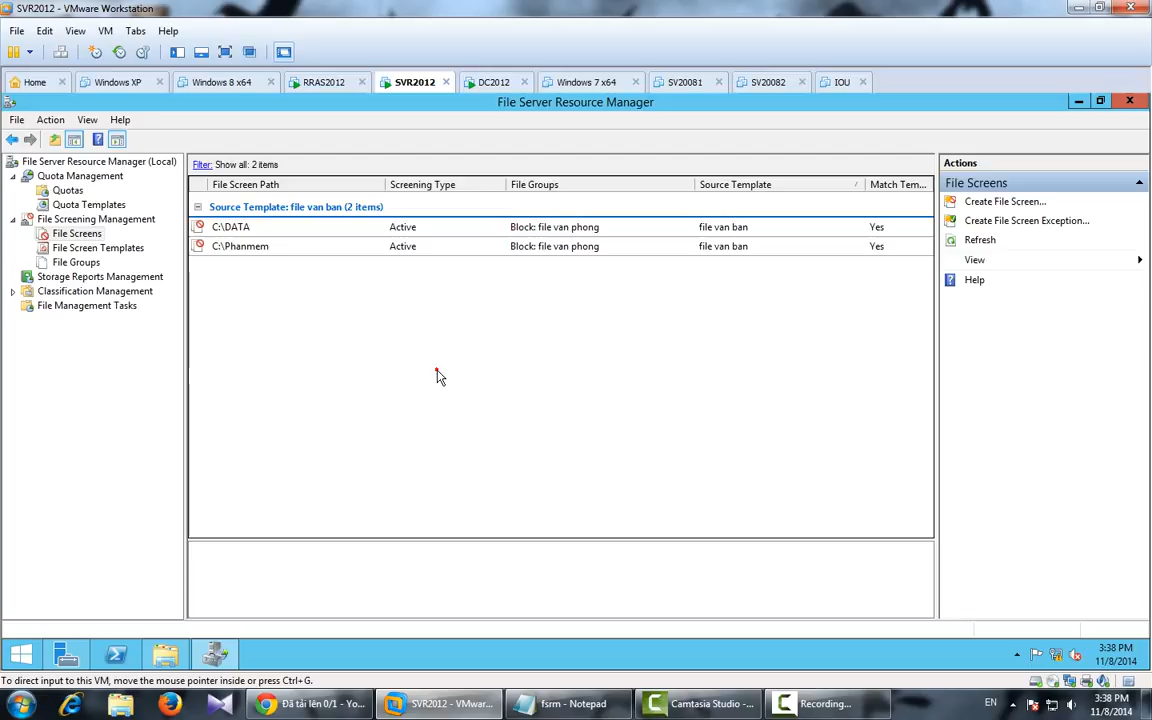 SVR2012 - VMware Workstation
File Edit View VM Tabs Help
Home Windows XP Windows 8 x64 RRAS2012 SVR2012 DC2012 Windows 7 x64 SV20081 SV20082 IOU
File Server Resource Manager
File Action View Help
File Server Resource Manager (Local)
Quota Management
Quotas
Quota Templates
File Screening Management
File Screens
File Screen Templates
File Groups
Storage Reports Management
Classification Management
File Management Tasks
Filter: Show all: 2 items
File Screen Path Screening Type File Groups Source Template Match Tem...
Source Template: file van ban (2 items)
C:\DATA Active Block: file van phong file van ban Yes
C:\Phanmem Active Block: file van phong file van ban Yes
Actions
File Screens
Create File Screen...
Create File Screen Exception...
Refresh
View
Help
3:38 PM
11/8/2014
To direct input to this VM, move the mouse pointer inside or press Ctrl+G.
Đã tải lên 0/1 - Yo... SVR2012 - VMwar... fsrm - Notepad Camtasia Studio -... Recording... EN 3:38 PM
11/8/2014